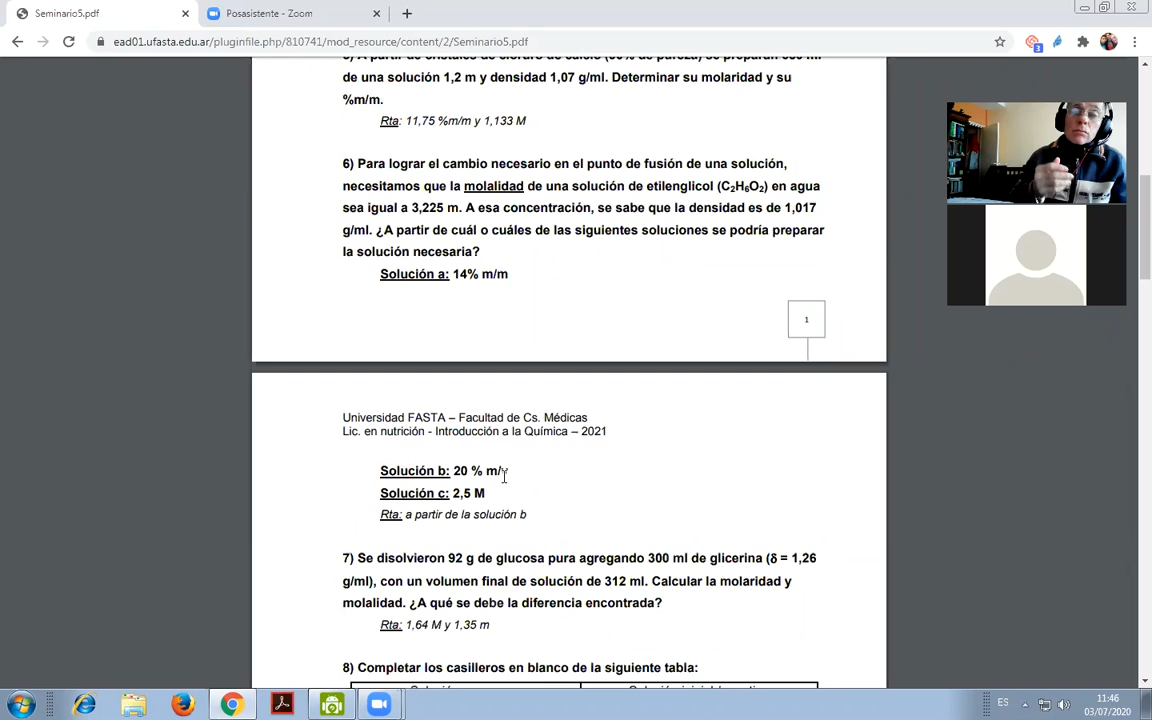 Seminario5.pdf
Posasistente - Zoom
ead01.ufasta.edu.ar/pluginfile.php/810741/mod_resource/content/2/Seminario5.pdf
3
de una solución 1,2 m y densidad 1,07 g/ml. Determinar su molaridad y su
%m/m.
Rta: 11,75 %m/m y 1,133 M
6) Para lograr el cambio necesario en el punto de fusión de una solución,
necesitamos que la molalidad de una solución de etilenglicol (C₂H₆O₂) en agua
sea igual a 3,225 m. A esa concentración, se sabe que la densidad es de 1,017
g/ml. ¿A partir de cuál o cuáles de las siguientes soluciones se podría preparar
la solución necesaria?
Solución a: 14% m/m
1
Universidad FASTA – Facultad de Cs. Médicas
Lic. en nutrición - Introducción a la Química – 2021
Solución b: 20 % m/v
Solución c: 2,5 M
Rta: a partir de la solución b
7) Se disolvieron 92 g de glucosa pura agregando 300 ml de glicerina (δ = 1,26
g/ml), con un volumen final de solución de 312 ml. Calcular la molaridad y
molalidad. ¿A qué se debe la diferencia encontrada?
Rta: 1,64 M y 1,35 m
8) Completar los casilleros en blanco de la siguiente tabla:
ES
11:46
03/07/2020